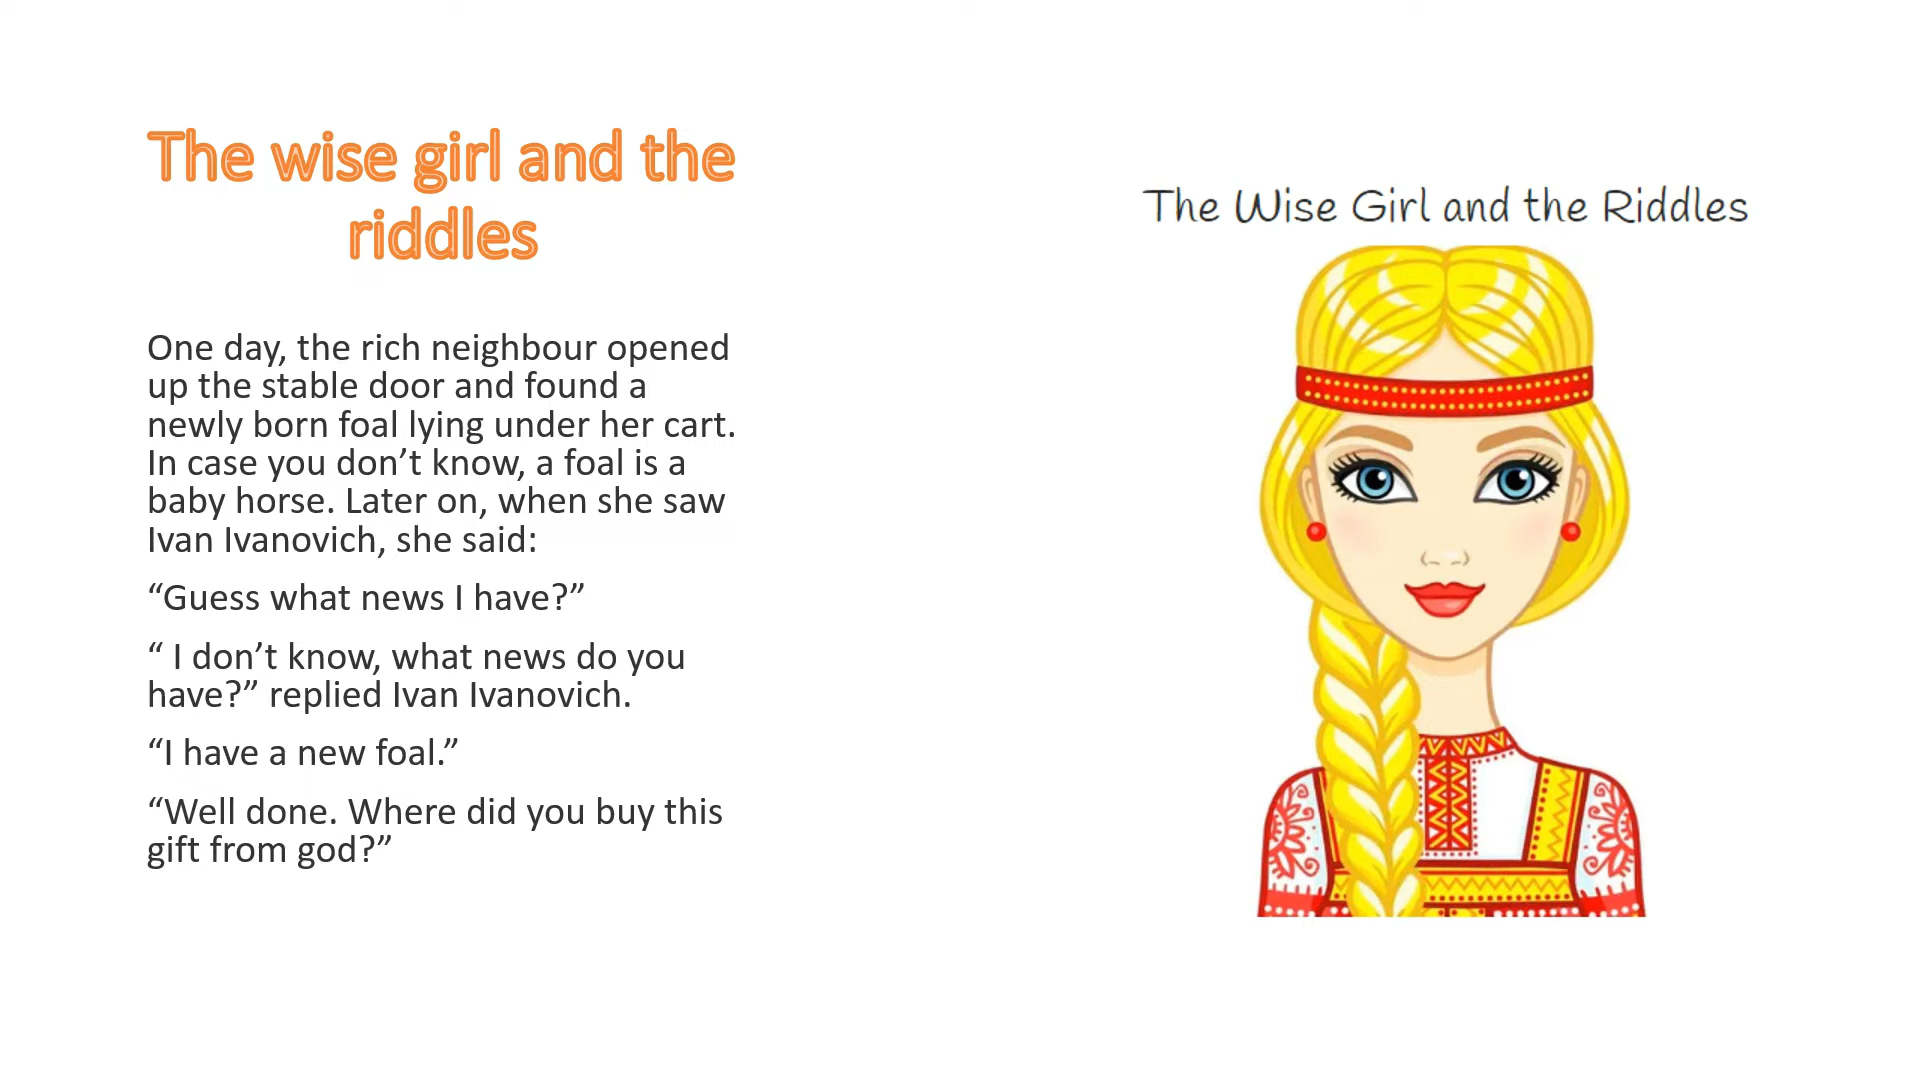 The wise girl and the
riddles
One day, the rich neighbour opened
up the stable door and found a
newly born foal lying under her cart.
In case you don’t know, a foal is a
baby horse. Later on, when she saw
Ivan Ivanovich, she said:
“Guess what news I have?”
“ I don’t know, what news do you
have?” replied Ivan Ivanovich.
“I have a new foal.”
“Well done. Where did you buy this
gift from god?”
The Wise Girl and the Riddles